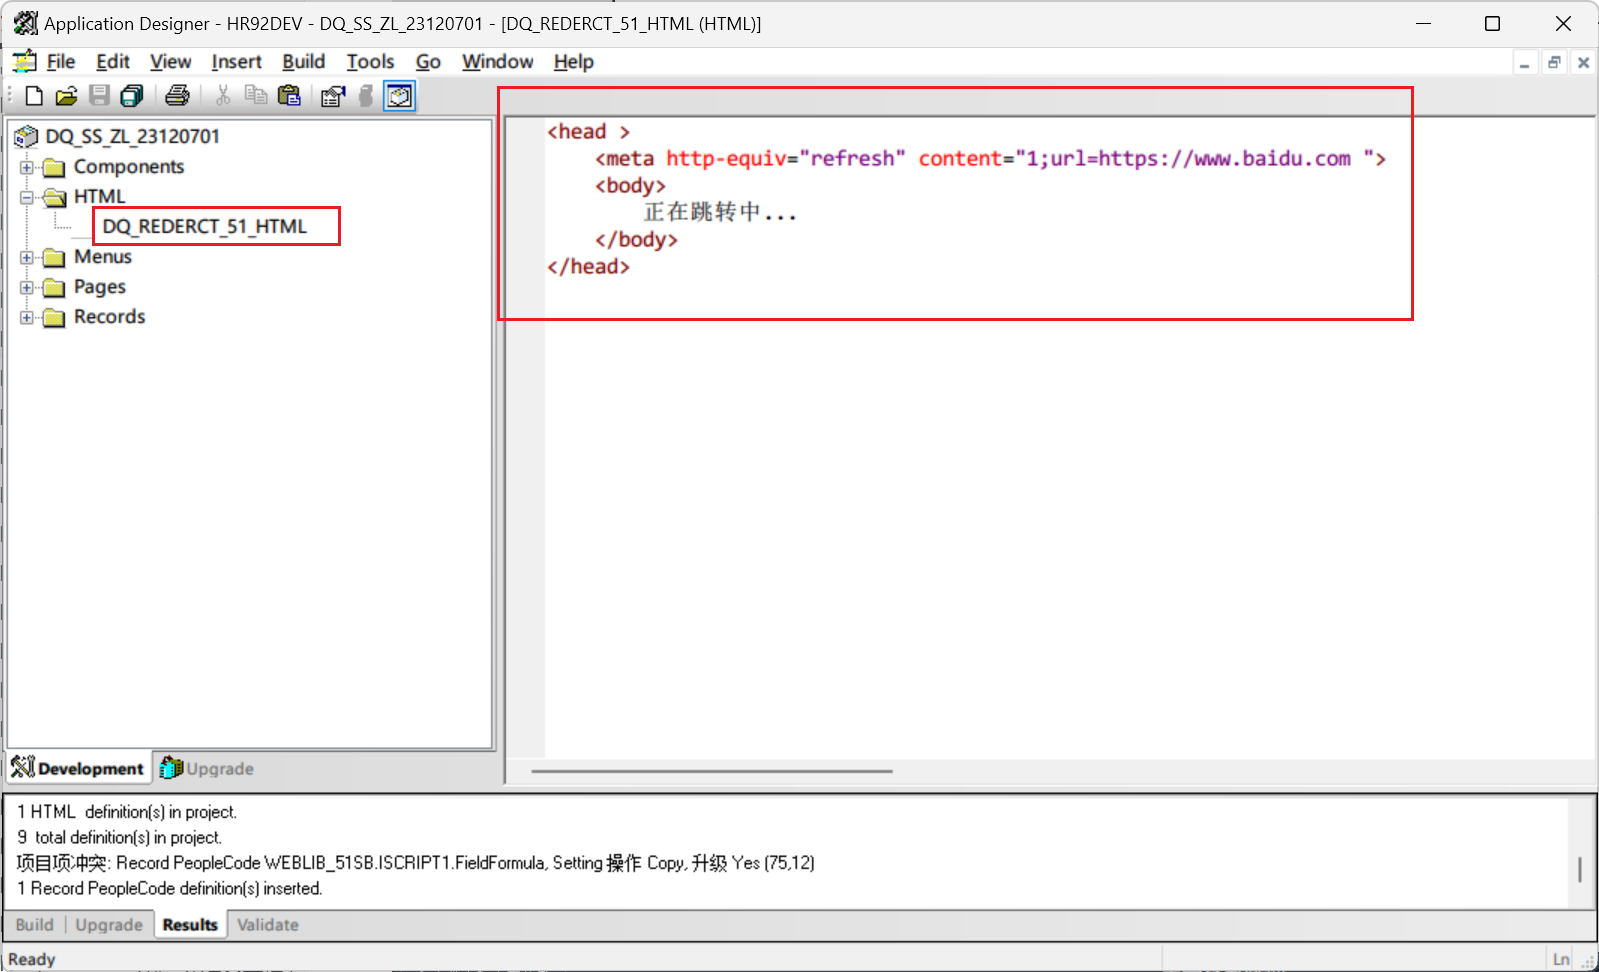 Application Designer - HR92DEV - DQ_SS_ZL_23120701 - [DQ_REDERCT_51_HTML (HTML)]
File Edit View Insert Build Tools Go Window Help
DQ_SS_ZL_23120701
Components
HTML
DQ_REDERCT_51_HTML
Menus
Pages
Records
<head >
<meta http-equiv="refresh" content="1;url=https://www.baidu.com ">
<body>
正在跳转中...
</body>
</head>
Development Upgrade
1 HTML definition(s) in project.
9 total definition(s) in project.
项目项冲突: Record PeopleCode WEBLIB_51SB.ISCRIPT1.FieldFormula, Setting 操作 Copy, 升级 Yes (75,12)
1 Record PeopleCode definition(s) inserted.
Build Upgrade Results Validate
Ready Ln